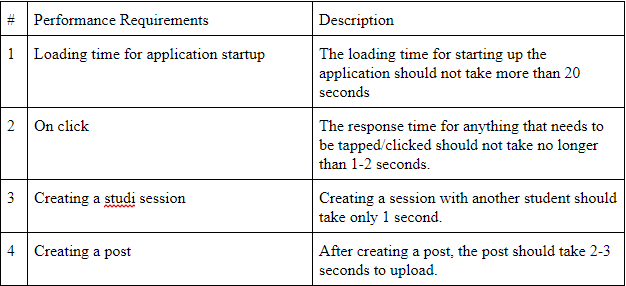 # Performance Requirements Description
1 Loading time for application startup The loading time for starting up the
application should not take more than 20
seconds
2 On click The response time for anything that needs to
be tapped/clicked should not take no longer
than 1-2 seconds.
3 Creating a studi session Creating a session with another student should
take only 1 second.
4 Creating a post After creating a post, the post should take 2-3
seconds to upload.